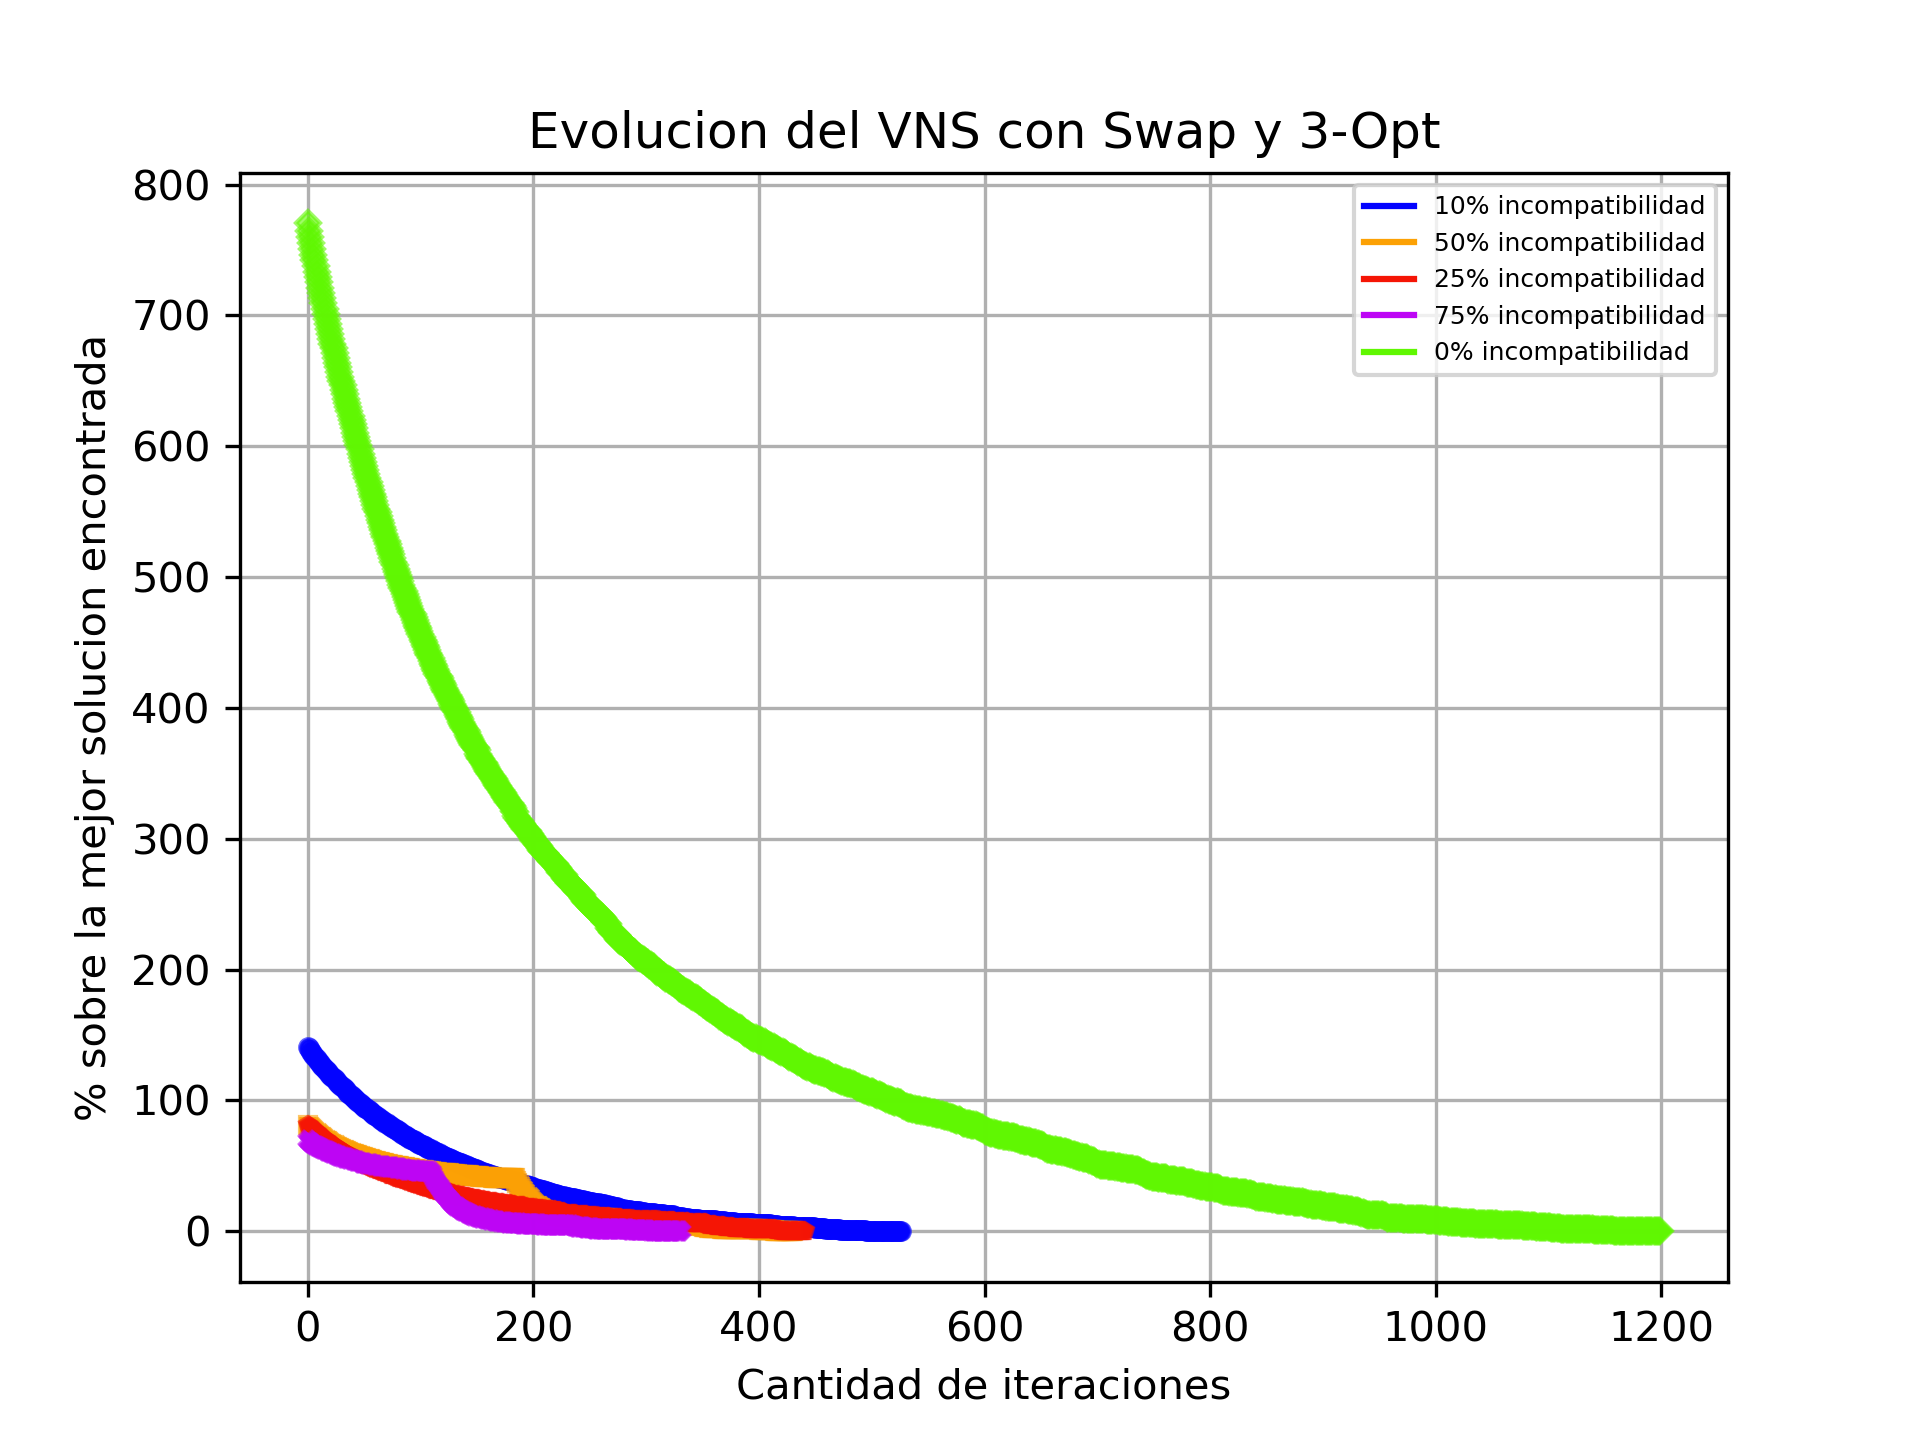 Evolucion del VNS con Swap y 3-Opt
10% incompatibilidad
50% incompatibilidad
25% incompatibilidad
75% incompatibilidad
0% incompatibilidad
% sobre la mejor solucion encontrada
800
700
600
500
400
300
200
100
0
0 200 400 600 800 1000 1200
Cantidad de iteraciones